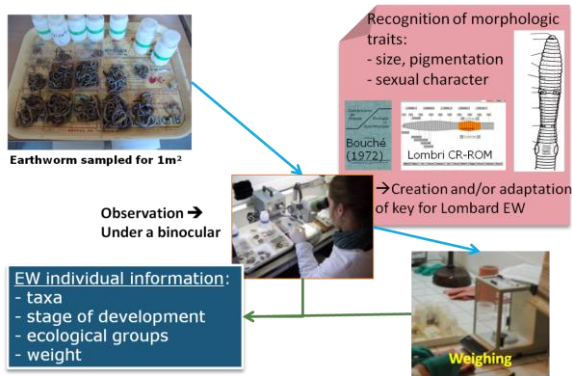 Recognition of morphologic
traits:
- size, pigmentation
- sexual character
Bouché
(1972)
Lombri CR-ROM
→Creation and/or adaptation
of key for Lombard EW
Earthworm sampled for 1m²
Observation →
Under a binocular
EW individual information:
- taxa
- stage of development
- ecological groups
- weight
Weighing